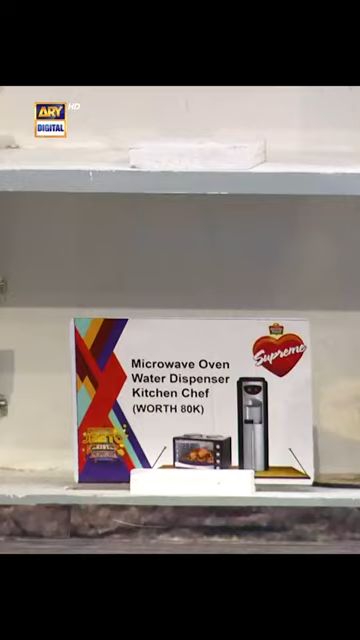 ARY HD
DIGITAL
Supreme
Microwave Oven
Water Dispenser
Kitchen Chef
(WORTH 80K)